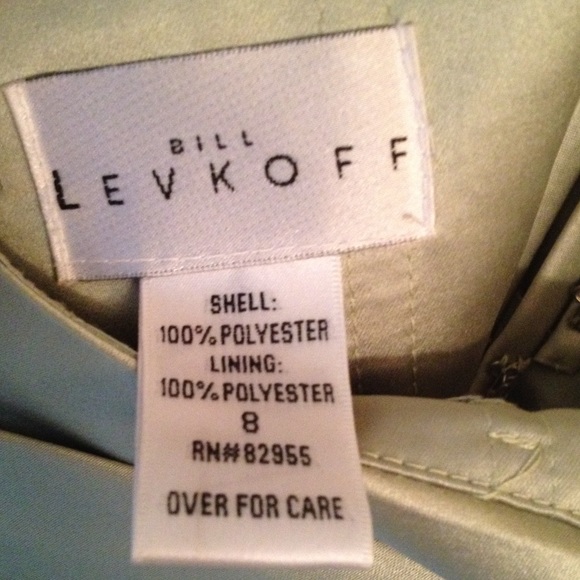 BILL
LEVKOFF
SHELL:
100% POLYESTER
LINING:
100% POLYESTER
8
RN#82955
OVER FOR CARE